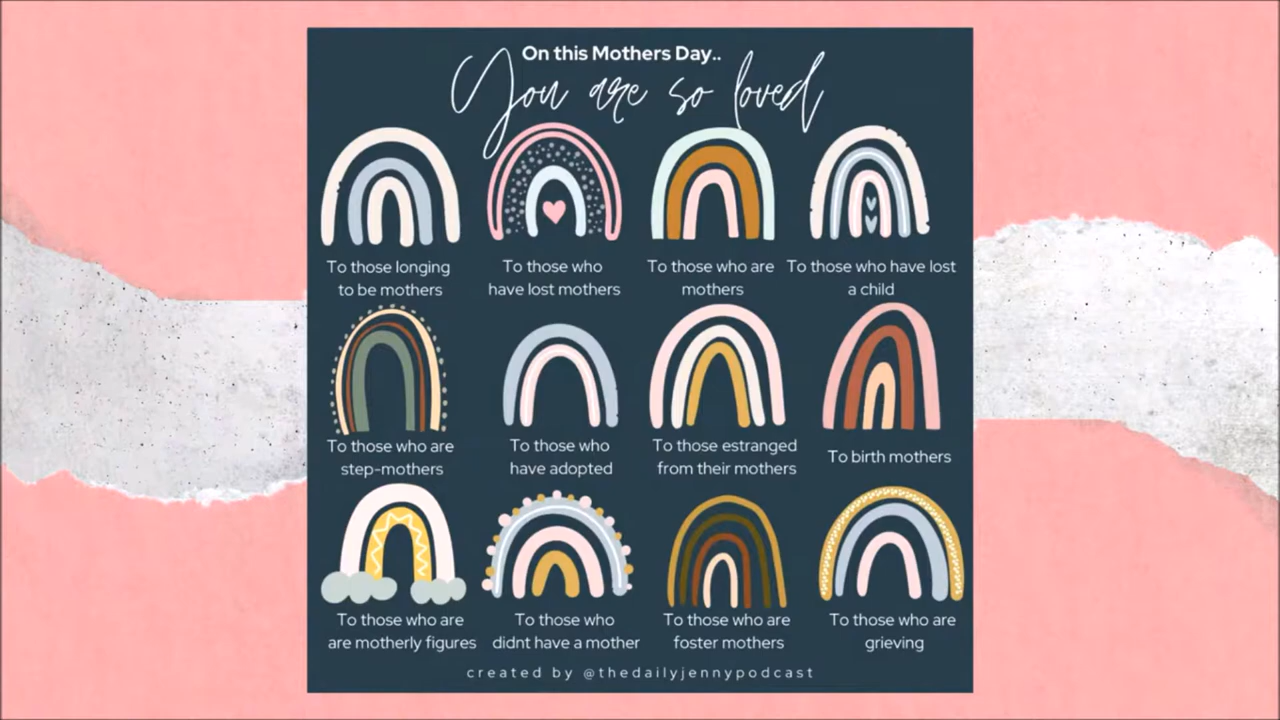 On this Mothers Day..
You are so loved
To those longing
to be mothers
To those who
have lost mothers
To those who are
mothers
To those who have lost
a child
To those who are
step-mothers
To those who
have adopted
To those estranged
from their mothers
To birth mothers
To those who are
are motherly figures
To those who
didnt have a mother
To those who are
foster mothers
To those who are
grieving
created by @thedailyjennypodcast